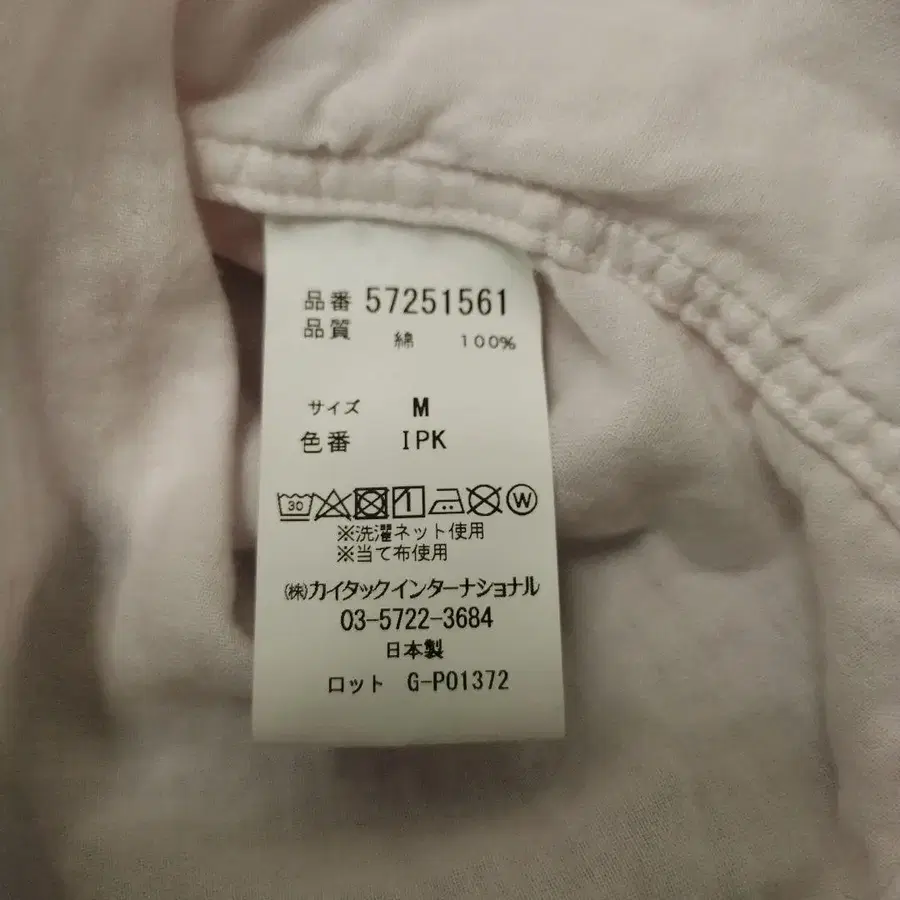 品番 57251561
品質 綿 100%
サイズ M
色番 IPK
30 W
※洗濯ネット使用
※当て布使用
㈱カイタックインターナショナル
03-5722-3684
日本製
ロット G-P01372